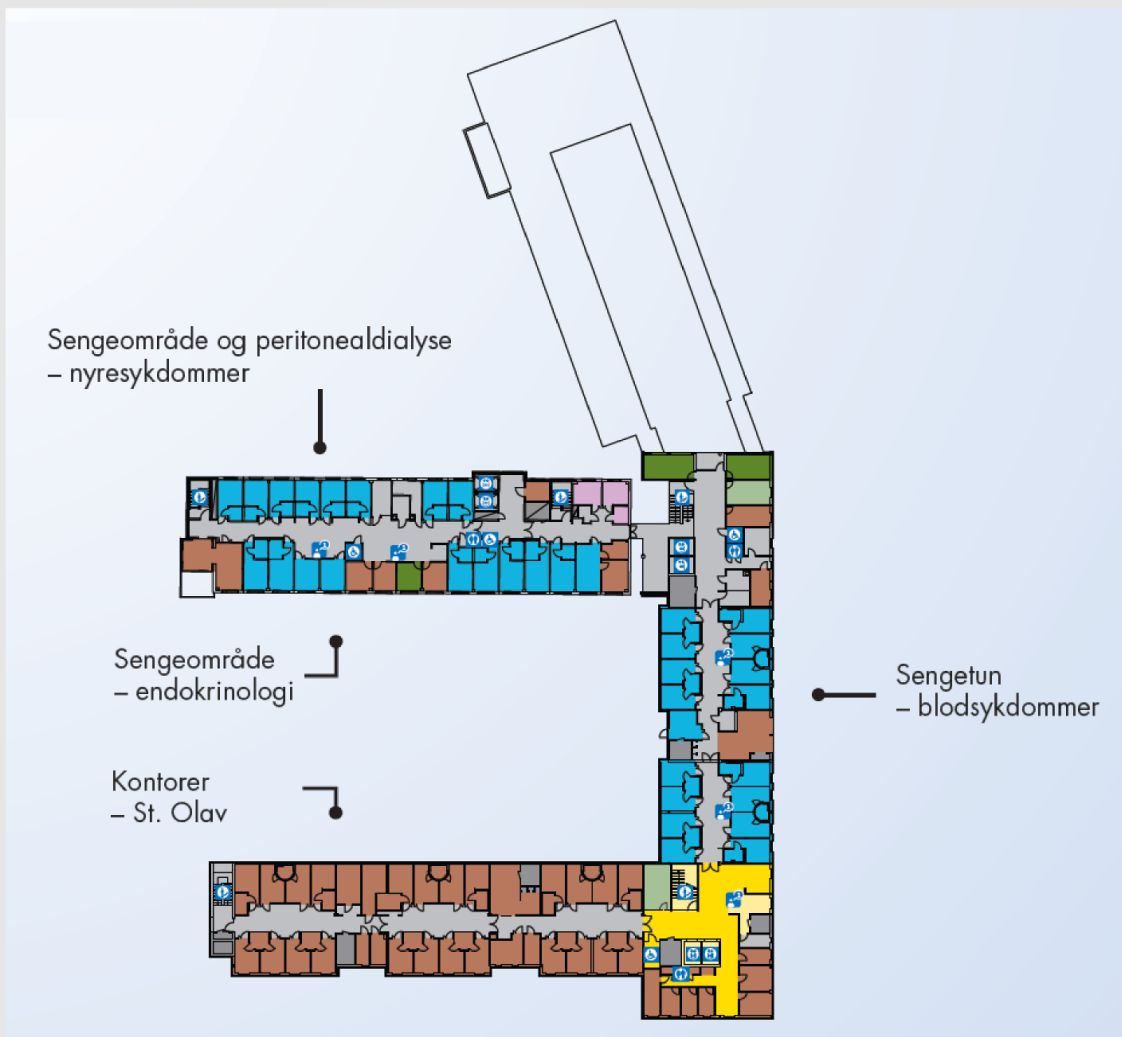 Sengeområde og peritonealdialyse
– nyresykdommer
Sengeområde
– endokrinologi
Sengetun
– blodsykdommer
Kontorer
– St. Olav